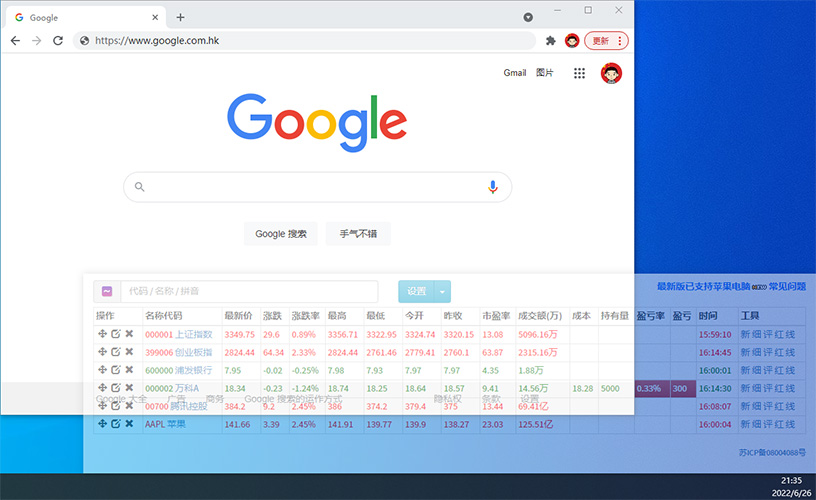 Google
https://www.google.com.hk
更新
Gmail 图片
Google
Google 搜索 手气不错
代码 / 名称 / 拼音 设置 最新版已支持苹果电脑 常见问题
操作 名称代码 最新价 涨跌 涨跌率 最高 最低 今开 昨收 市盈率 成交额(万) 成本 持有量 盈亏率 盈亏 时间 工具
000001 上证指数 3349.75 29.6 0.89% 3356.71 3322.95 3324.74 3320.15 13.08 5096.16万 15:59:10 新 细 评 红 线
399006 创业板指 2824.44 64.34 2.33% 2824.44 2761.46 2779.41 2760.1 63.87 2315.16万 16:14:45 新 细 评 红 线
600000 浦发银行 7.95 -0.02 -0.25% 7.98 7.93 7.97 7.97 4.35 1.88万 16:00:01 新 细 评 红 线
000002 万科A 18.34 -0.23 -1.24% 18.74 18.25 18.64 18.57 9.41 14.56万 18.28 5000 0.33% 300 16:14:30 新 细 评 红 线
Google 大全 广告 商务 Google 搜索的运作方式 隐私权 条款 设置
00700 腾讯控股 384.2 9.2 2.45% 386 374.2 379.4 375 13.44 69.41亿 16:08:07 新 细 评 红 线
AAPL 苹果 141.66 3.39 2.45% 141.91 139.77 139.9 138.27 23.03 125.51亿 16:00:04 新 细 评 红 线
苏ICP备08004088号
21:35
2022/6/26